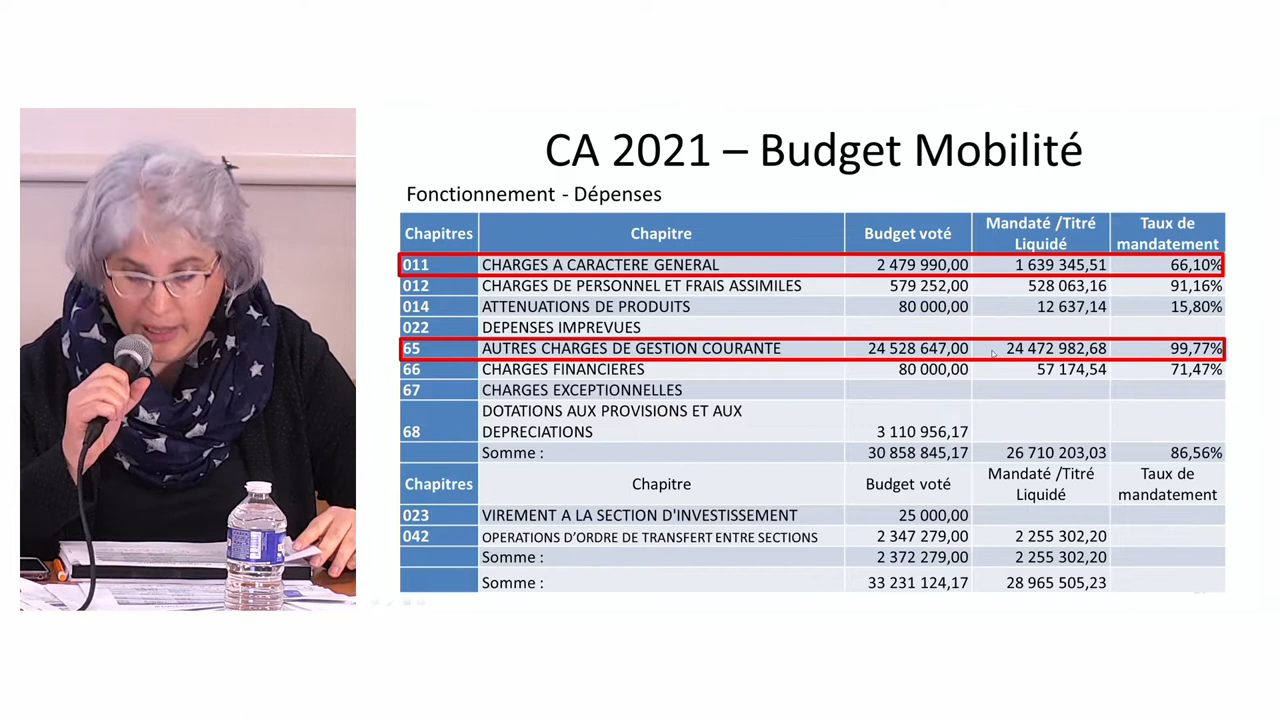 CA 2021 – Budget Mobilité
Fonctionnement - Dépenses
Chapitres Chapitre Budget voté Mandaté /Titré Liquidé Taux de mandatement
011 CHARGES A CARACTERE GENERAL 2 479 990,00 1 639 345,51 66,10%
012 CHARGES DE PERSONNEL ET FRAIS ASSIMILES 579 252,00 528 063,16 91,16%
014 ATTENUATIONS DE PRODUITS 80 000,00 12 637,14 15,80%
022 DEPENSES IMPREVUES
65 AUTRES CHARGES DE GESTION COURANTE 24 528 647,00 24 472 982,68 99,77%
66 CHARGES FINANCIERES 80 000,00 57 174,54 71,47%
67 CHARGES EXCEPTIONNELLES
68 DOTATIONS AUX PROVISIONS ET AUX DEPRECIATIONS 3 110 956,17
Somme : 30 858 845,17 26 710 203,03 86,56%
Chapitres Chapitre Budget voté Mandaté /Titré Liquidé Taux de mandatement
023 VIREMENT A LA SECTION D'INVESTISSEMENT 25 000,00
042 OPERATIONS D'ORDRE DE TRANSFERT ENTRE SECTIONS 2 347 279,00 2 255 302,20
Somme : 2 372 279,00 2 255 302,20
Somme : 33 231 124,17 28 965 505,23